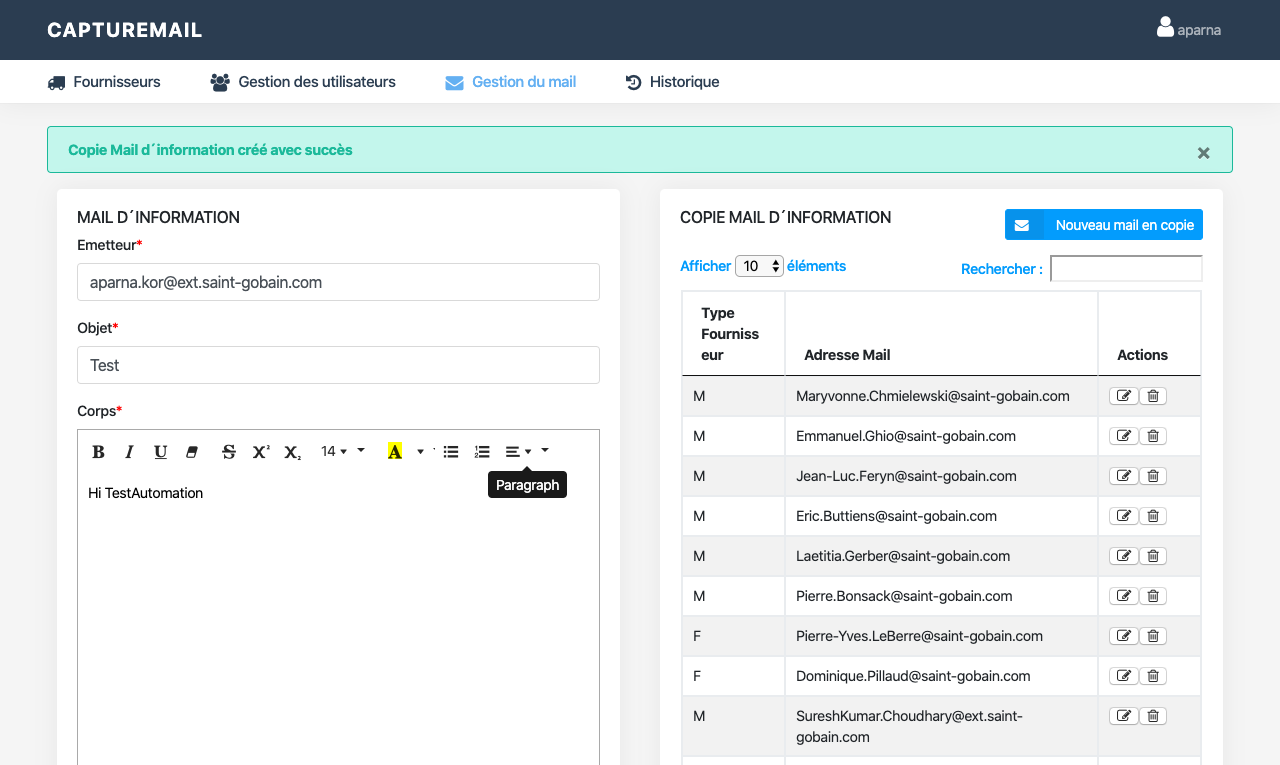 CAPTUREMAIL
aparna
Fournisseurs Gestion des utilisateurs Gestion du mail Historique
Copie Mail d´information créé avec succès ×
MAIL D´INFORMATION
Emetteur*
aparna.kor@ext.saint-gobain.com
Objet*
Test
Corps*
B I U S X² X₂ 14 A
Paragraph
Hi TestAutomation
COPIE MAIL D´INFORMATION
Nouveau mail en copie
Afficher 10 éléments
Rechercher :
Type
Fourniss
eur Adresse Mail Actions
M Maryvonne.Chmielewski@saint-gobain.com
M Emmanuel.Ghio@saint-gobain.com
M Jean-Luc.Feryn@saint-gobain.com
M Eric.Buttiens@saint-gobain.com
M Laetitia.Gerber@saint-gobain.com
M Pierre.Bonsack@saint-gobain.com
F Pierre-Yves.LeBerre@saint-gobain.com
F Dominique.Pillaud@saint-gobain.com
M SureshKumar.Choudhary@ext.saint-
gobain.com